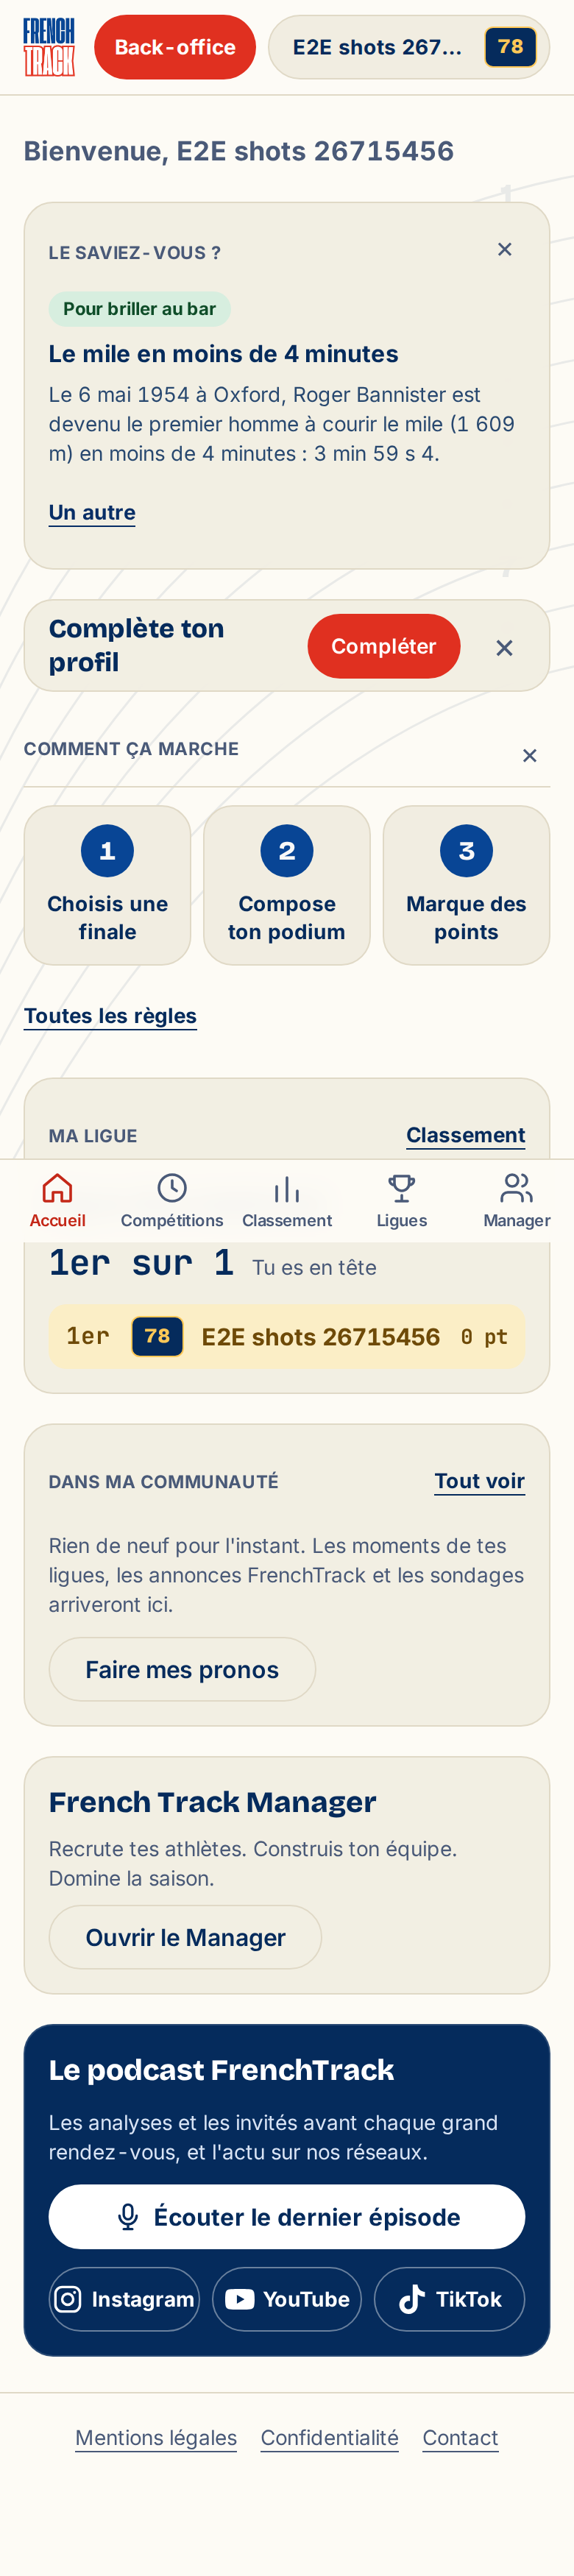 FRENCH
TRACK
Back-office
E2E shots 267...
78
Bienvenue, E2E shots 26715456
LE SAVIEZ-VOUS ?
Pour briller au bar
Le mile en moins de 4 minutes
Le 6 mai 1954 à Oxford, Roger Bannister est
devenu le premier homme à courir le mile (1 609
m) en moins de 4 minutes : 3 min 59 s 4.
Un autre
Complète ton
profil
Compléter
COMMENT ÇA MARCHE
1
Choisis une
finale
2
Compose
ton podium
3
Marque des
points
Toutes les règles
MA LIGUE
Classement
Accueil
Compétitions
Classement
Ligues
Manager
1er sur 1
Tu es en tête
1er
78
E2E shots 26715456
0 pt
DANS MA COMMUNAUTÉ
Tout voir
Rien de neuf pour l'instant. Les moments de tes
ligues, les annonces FrenchTrack et les sondages
arriveront ici.
Faire mes pronos
French Track Manager
Recrute tes athlètes. Construis ton équipe.
Domine la saison.
Ouvrir le Manager
Le podcast FrenchTrack
Les analyses et les invités avant chaque grand
rendez-vous, et l'actu sur nos réseaux.
Écouter le dernier épisode
Instagram
YouTube
TikTok
Mentions légales
Confidentialité
Contact